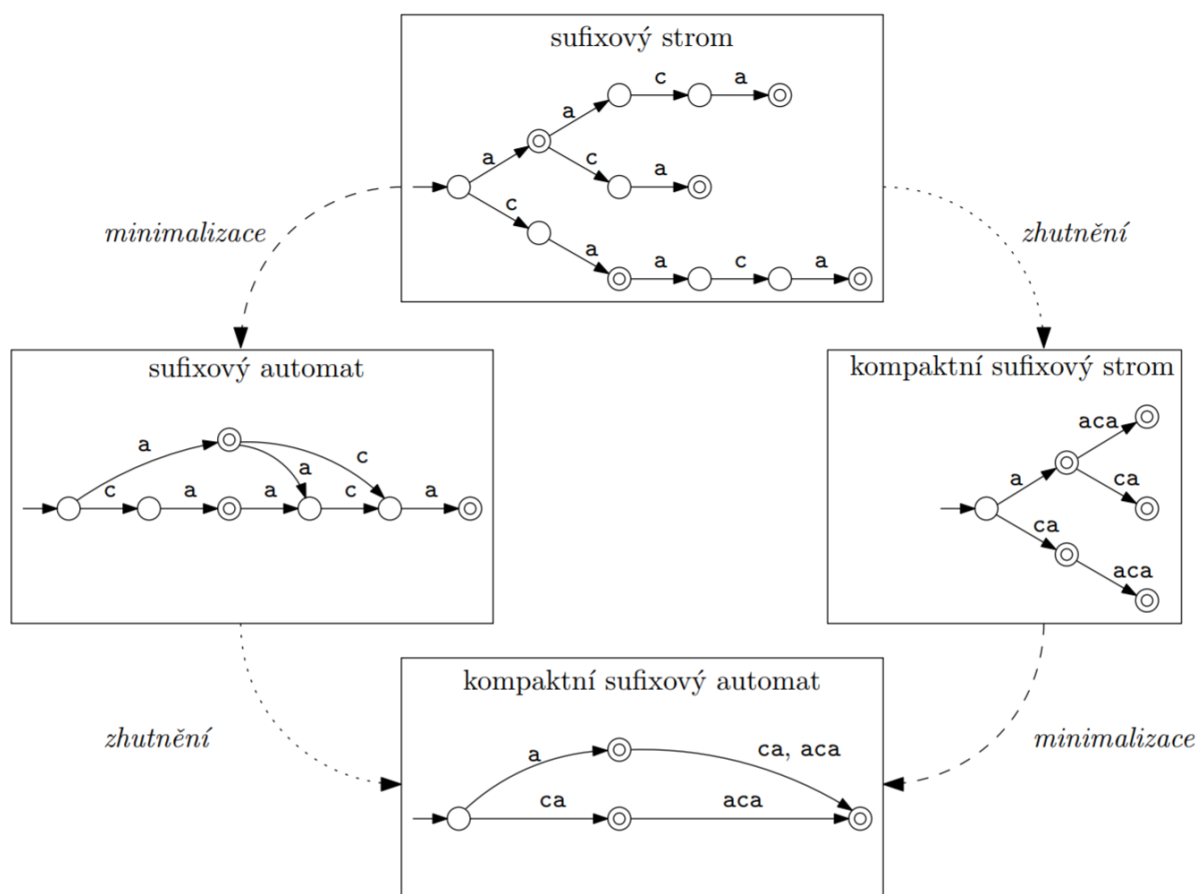 sufixový strom
c a
a
a c a
c
a a c a
minimalizace
zhutnění
sufixový automat
a c
a
c a a c a
kompaktní sufixový strom
aca
a ca
ca
aca
kompaktní sufixový automat
zhutnění
minimalizace
a ca, aca
ca aca